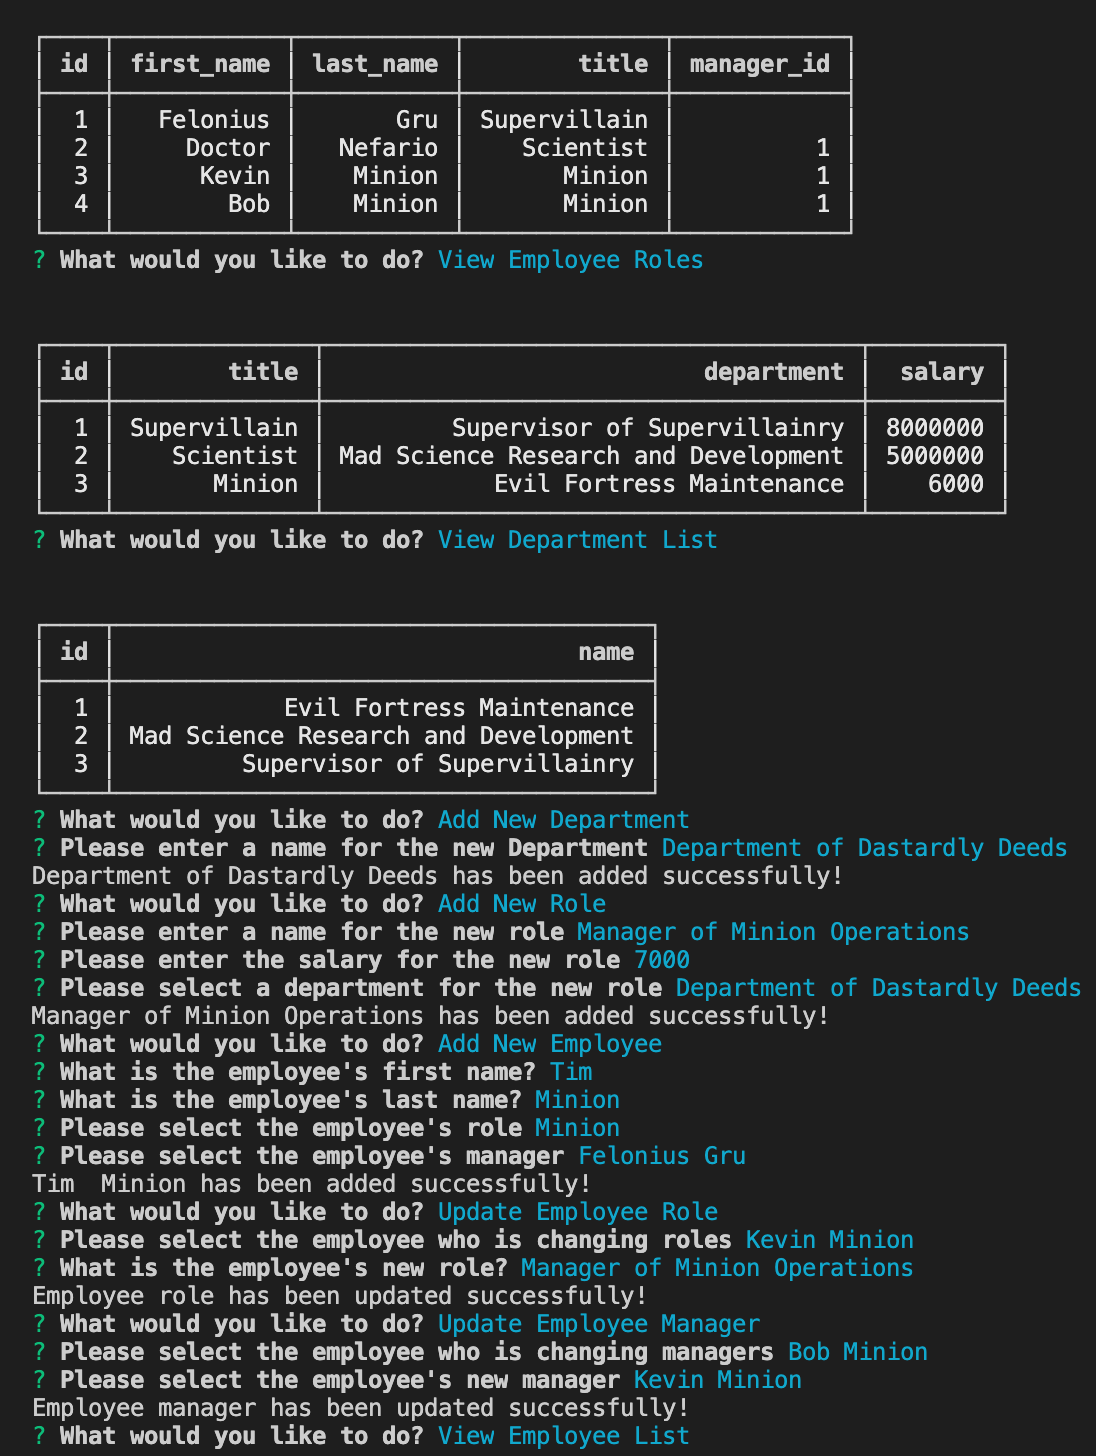 id first_name last_name title manager_id
1 Felonius Gru Supervillain
2 Doctor Nefario Scientist 1
3 Kevin Minion Minion 1
4 Bob Minion Minion 1
? What would you like to do? View Employee Roles
id title department salary
1 Supervillain Supervisor of Supervillainry 8000000
2 Scientist Mad Science Research and Development 5000000
3 Minion Evil Fortress Maintenance 6000
? What would you like to do? View Department List
id name
1 Evil Fortress Maintenance
2 Mad Science Research and Development
3 Supervisor of Supervillainry
? What would you like to do? Add New Department
? Please enter a name for the new Department Department of Dastardly Deeds
Department of Dastardly Deeds has been added successfully!
? What would you like to do? Add New Role
? Please enter a name for the new role Manager of Minion Operations
? Please enter the salary for the new role 7000
? Please select a department for the new role Department of Dastardly Deeds
Manager of Minion Operations has been added successfully!
? What would you like to do? Add New Employee
? What is the employee's first name? Tim
? What is the employee's last name? Minion
? Please select the employee's role Minion
? Please select the employee's manager Felonius Gru
Tim  Minion has been added successfully!
? What would you like to do? Update Employee Role
? Please select the employee who is changing roles Kevin Minion
? What is the employee's new role? Manager of Minion Operations
Employee role has been updated successfully!
? What would you like to do? Update Employee Manager
? Please select the employee who is changing managers Bob Minion
? Please select the employee's new manager Kevin Minion
Employee manager has been updated successfully!
? What would you like to do? View Employee List